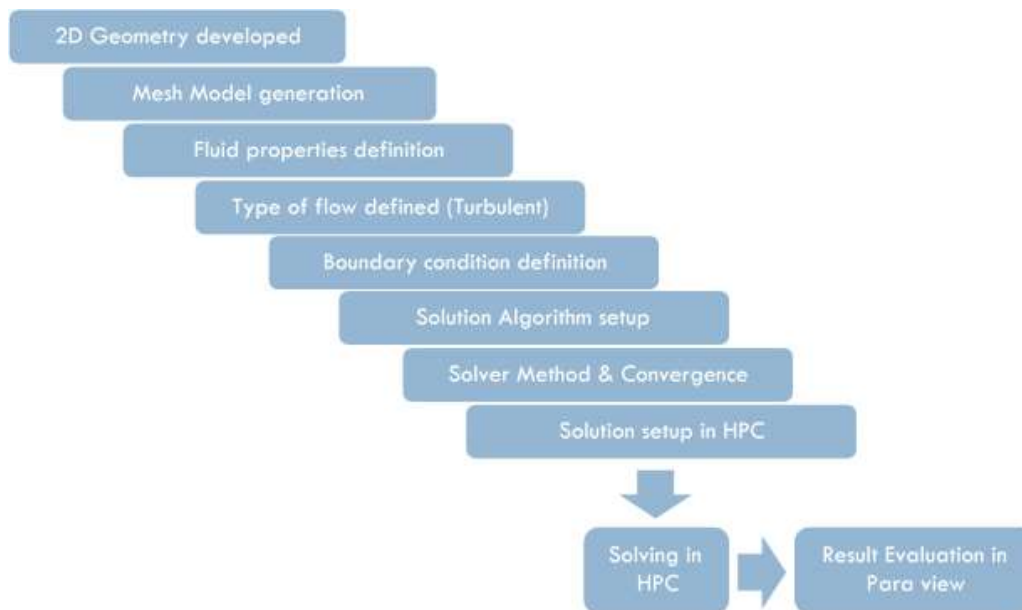 2D Geometry developed
Mesh Model generation
Fluid properties definition
Type of flow defined (Turbulent)
Boundary condition definition
Solution Algorithm setup
Solver Method & Convergence
Solution setup in HPC
Solving in
HPC
Result Evaluation in
Para view